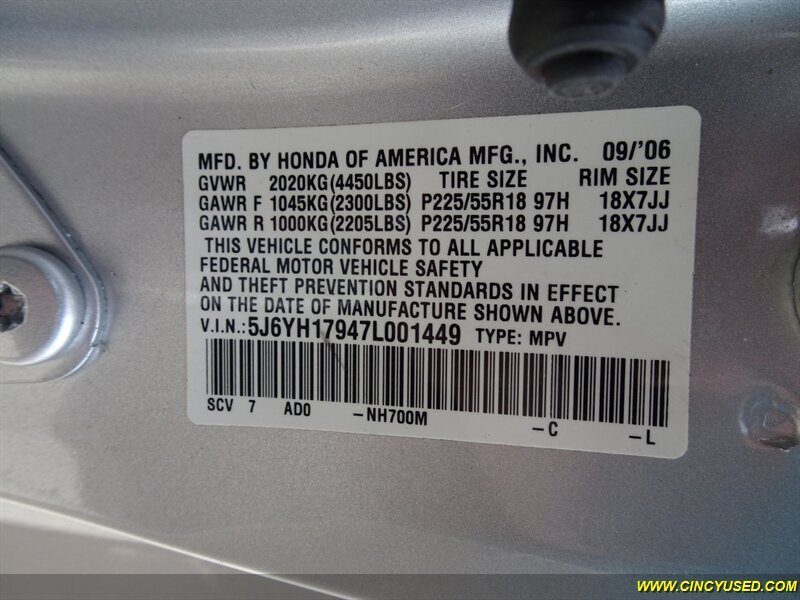 MFD. BY HONDA OF AMERICA MFG., INC. 09/'06
GVWR 2020KG(4450LBS) TIRE SIZE RIM SIZE
GAWR F 1045KG(2300LBS) P225/55R18 97H 18X7JJ
GAWR R 1000KG(2205LBS) P225/55R18 97H 18X7JJ
THIS VEHICLE CONFORMS TO ALL APPLICABLE
FEDERAL MOTOR VEHICLE SAFETY
AND THEFT PREVENTION STANDARDS IN EFFECT
ON THE DATE OF MANUFACTURE SHOWN ABOVE.
V.I.N.:5J6YH17947L001449 TYPE: MPV
SCV 7 AD0 -NH700M -C -L
WWW.CINCYUSED.COM